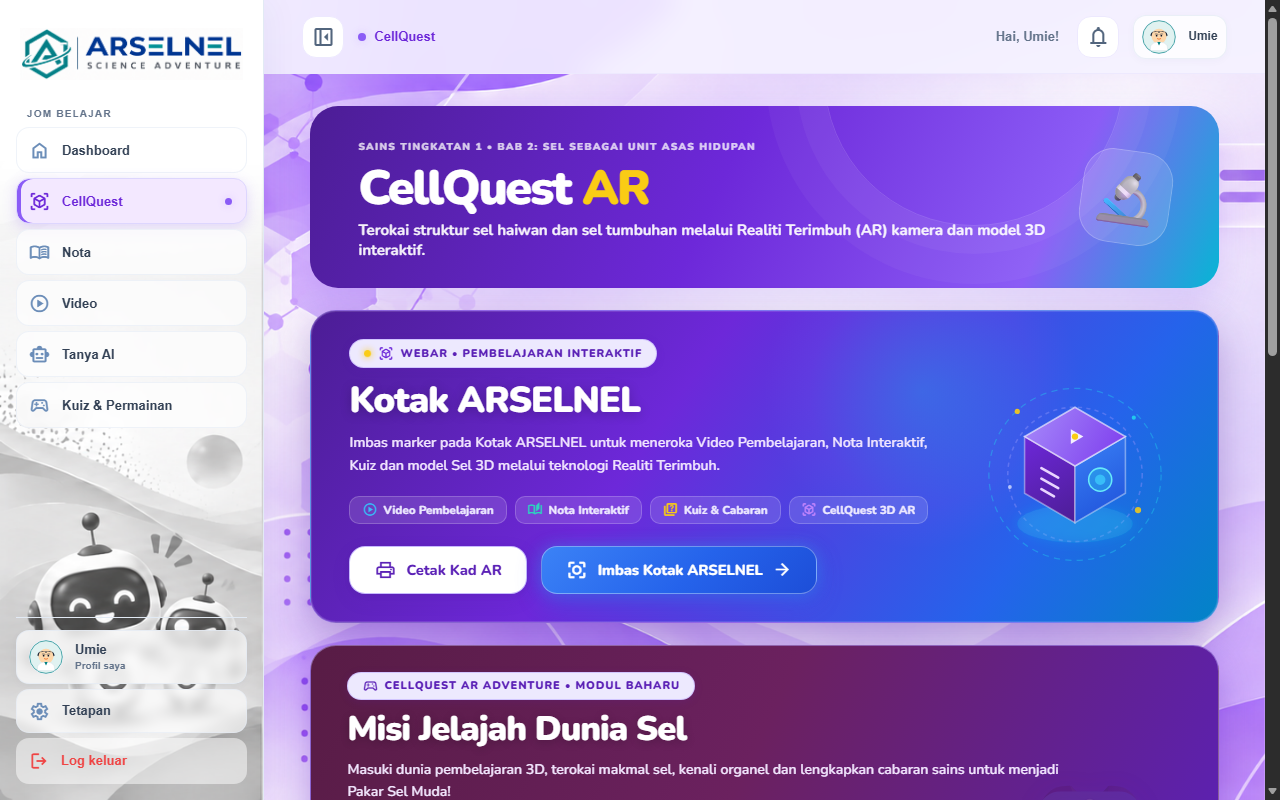 ARSELNEL
SCIENCE ADVENTURE
JOM BELAJAR
Dashboard
CellQuest
Nota
Video
Tanya AI
Kuiz & Permainan
Umie
Profil saya
Tetapan
Log keluar
CellQuest
Hai, Umie!
Umie
SAINS TINGKATAN 1 • BAB 2: SEL SEBAGAI UNIT ASAS HIDUPAN
CellQuest AR
Terokai struktur sel haiwan dan sel tumbuhan melalui Realiti Terimbuh (AR) kamera dan model 3D
interaktif.
WEBAR • PEMBELAJARAN INTERAKTIF
Kotak ARSELNEL
Imbas marker pada Kotak ARSELNEL untuk meneroka Video Pembelajaran, Nota Interaktif,
Kuiz dan model Sel 3D melalui teknologi Realiti Terimbuh.
Video Pembelajaran
Nota Interaktif
Kuiz & Cabaran
CellQuest 3D AR
Cetak Kad AR
Imbas Kotak ARSELNEL
CELLQUEST AR ADVENTURE • MODUL BAHARU
Misi Jelajah Dunia Sel
Masuki dunia pembelajaran 3D, terokai makmal sel, kenali organel dan lengkapkan cabaran sains untuk menjadi
Pakar Sel Muda!